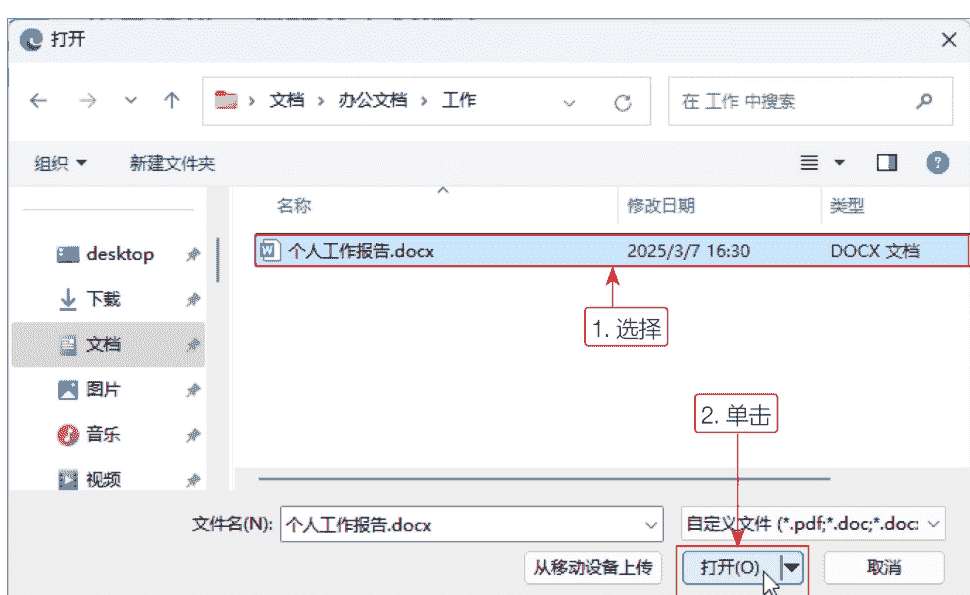 打开
文档 办公文档 工作
在 工作 中搜索
组织 新建文件夹
名称 修改日期 类型
desktop
个人工作报告.docx 2025/3/7 16:30 DOCX 文档
下载
1. 选择
文档
图片
2. 单击
音乐
视频
文件名(N): 个人工作报告.docx 自定义文件 (*.pdf;*.doc;*.doc
从移动设备上传 打开(O) 取消